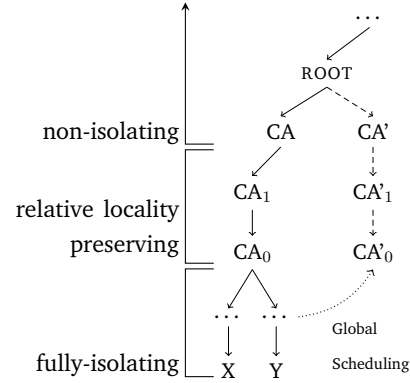 ...
ROOT
non-isolating CA CA'
CA₁ CA'₁
relative locality
preserving CA₀ CA'₀
... ...
Global
Scheduling
fully-isolating X Y